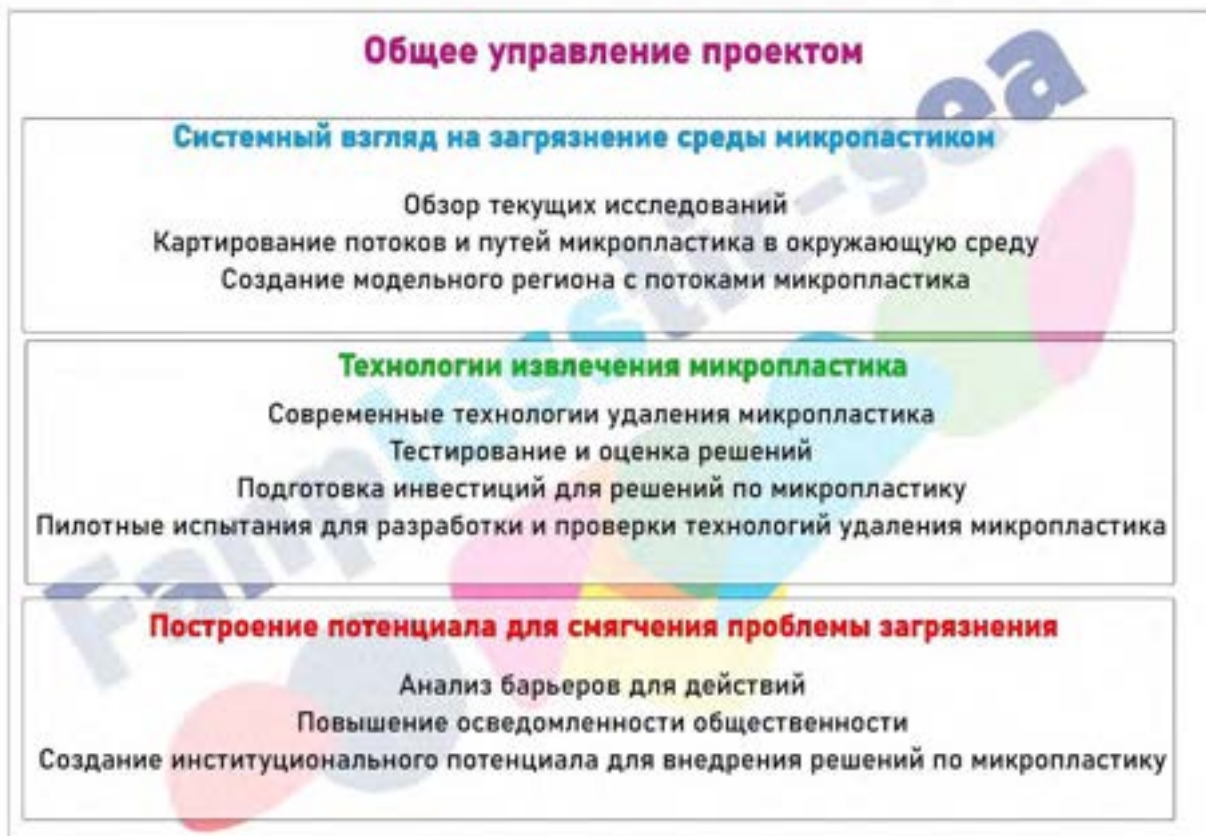 Общее управление проектом
Системный взгляд на загрязнение среды микропастиком
Обзор текущих исследований
Картирование потоков и путей микропластика в окружающую среду
Создание модельного региона с потоками микропластика
Технологии извлечения микропластика
Современные технологии удаления микропластика
Тестирование и оценка решений
Подготовка инвестиций для решений по микропластику
Пилотные испытания для разработки и проверки технологий удаления микропластика
Построение потенциала для смягчения проблемы загрязнения
Анализ барьеров для действий
Повышение осведомленности общественности
Создание институционального потенциала для внедрения решений по микропластику
Fanplesstic-sea